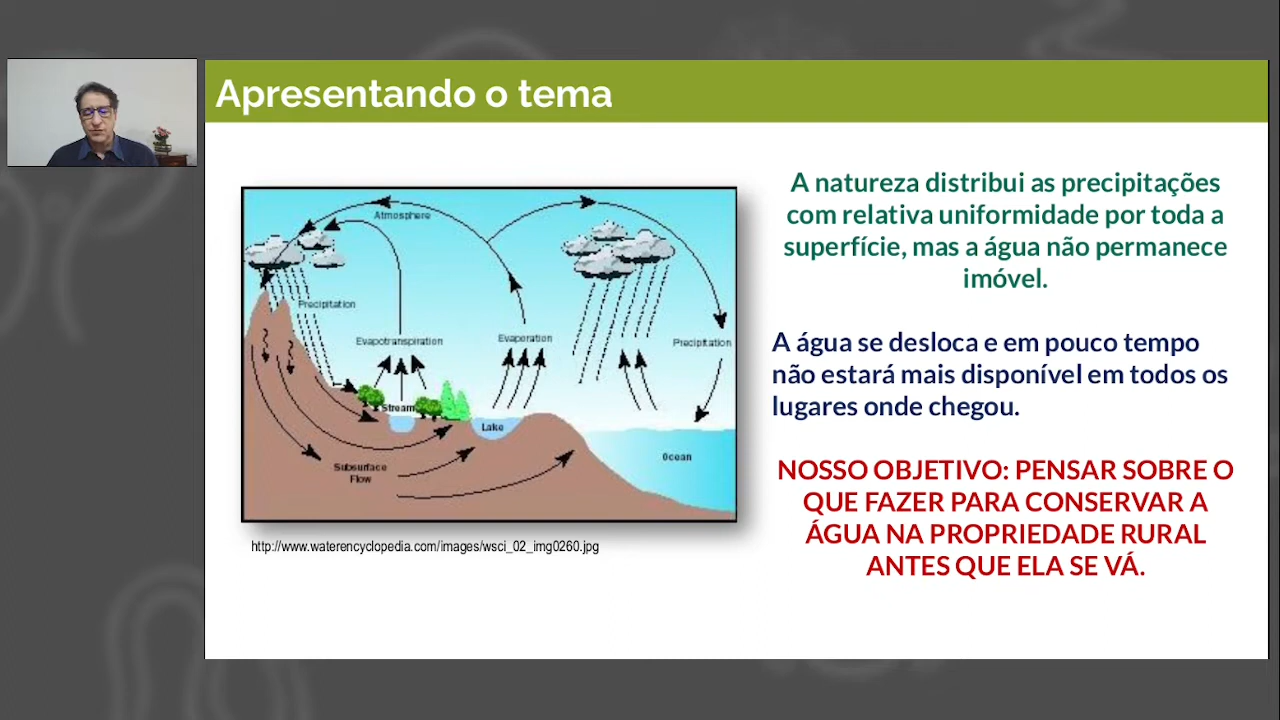 Apresentando o tema
A natureza distribui as precipitações
com relativa uniformidade por toda a
superfície, mas a água não permanece
imóvel.
A água se desloca e em pouco tempo
não estará mais disponível em todos os
lugares onde chegou.
NOSSO OBJETIVO: PENSAR SOBRE O
QUE FAZER PARA CONSERVAR A
ÁGUA NA PROPRIEDADE RURAL
ANTES QUE ELA SE VÁ.
Atmosphere
Precipitation
Evapotranspiration
Evaporation
Precipitation
Stream
Lake
Ocean
Subsurface
Flow
http://www.waterencyclopedia.com/images/wsci_02_img0260.jpg